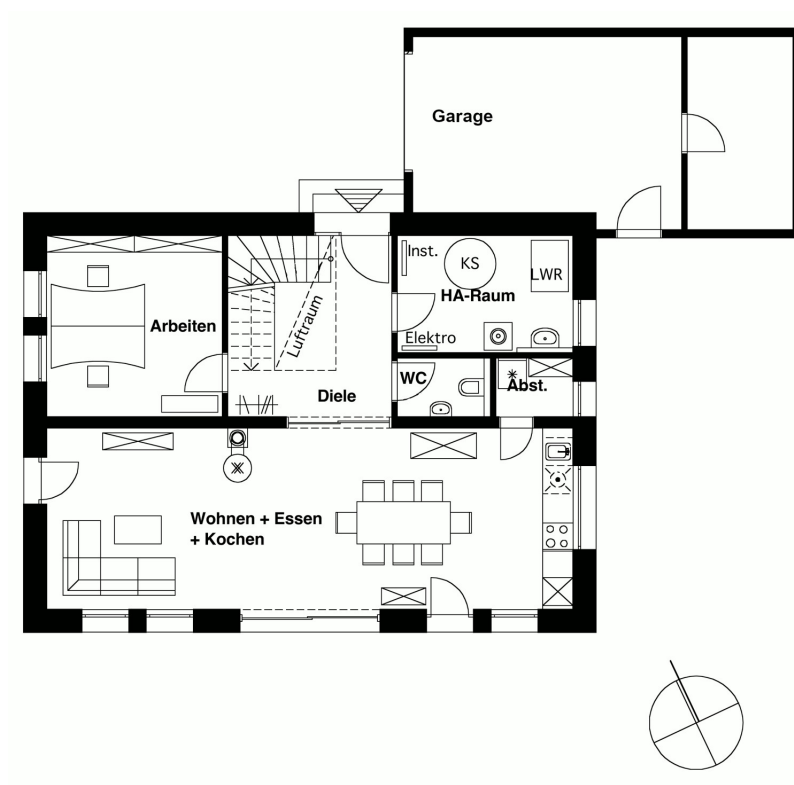 Garage
Inst.
KS
LWR
HA-Raum
Luftraum
Arbeiten
Elektro
WC
Abst.
Diele
Wohnen + Essen
+ Kochen